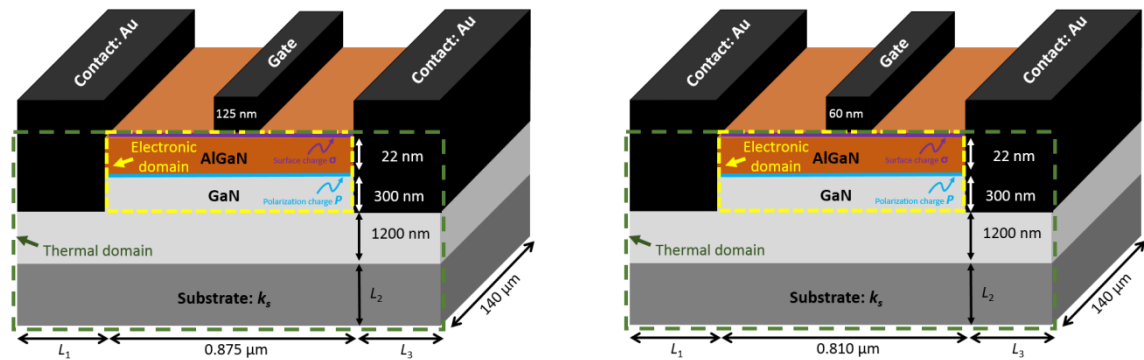 Contact: Au
Gate
Contact: Au
125 nm
Electronic
domain
AlGaN
Surface charge σ
22 nm
GaN
Polarization charge P
300 nm
1200 nm
Thermal domain
Substrate: ks
L2
140 μm
L1
0.875 μm
L3
Contact: Au
Gate
Contact: Au
60 nm
Electronic
domain
AlGaN
Surface charge σ
22 nm
GaN
Polarization charge P
300 nm
1200 nm
Thermal domain
Substrate: ks
L2
140 μm
L1
0.810 μm
L3